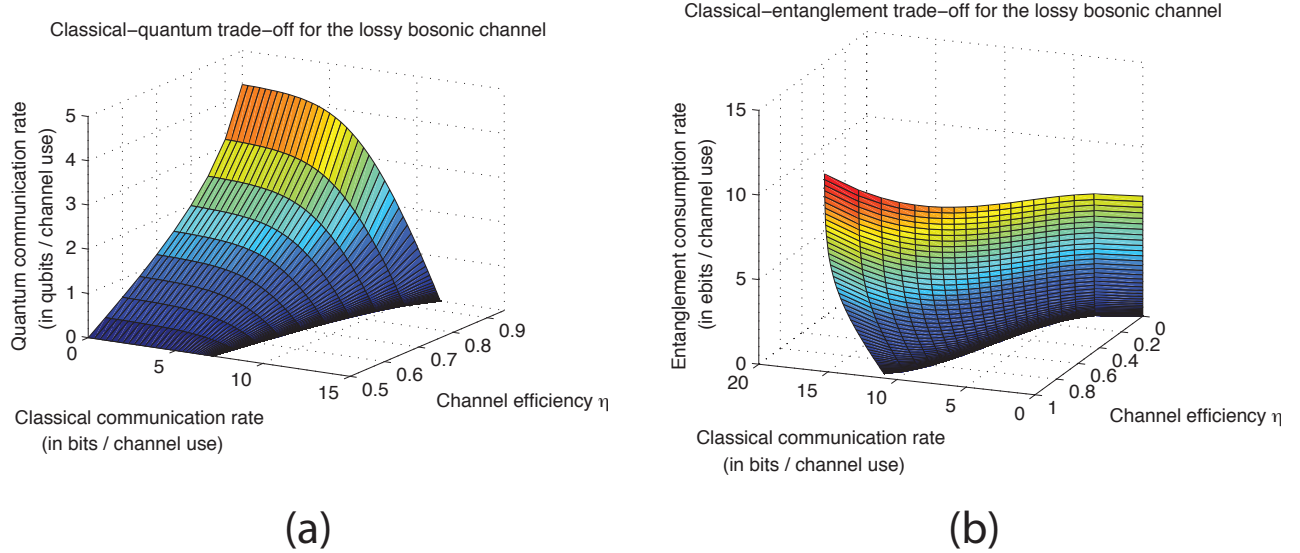 Classical–quantum trade–off for the lossy bosonic channel
Quantum communication rate
(in qubits / channel use)
5
4
3
2
1
0
0
5
10
15
0.5
0.6
0.7
0.8
0.9
Classical communication rate
(in bits / channel use)
Channel efficiency η
(a)
Classical–entanglement trade–off for the lossy bosonic channel
Entanglement consumption rate
(in ebits / channel use)
15
10
5
0
20
15
10
5
0
1
0.8
0.6
0.4
0.2
0
Classical communication rate
(in bits / channel use)
Channel efficiency η
(b)